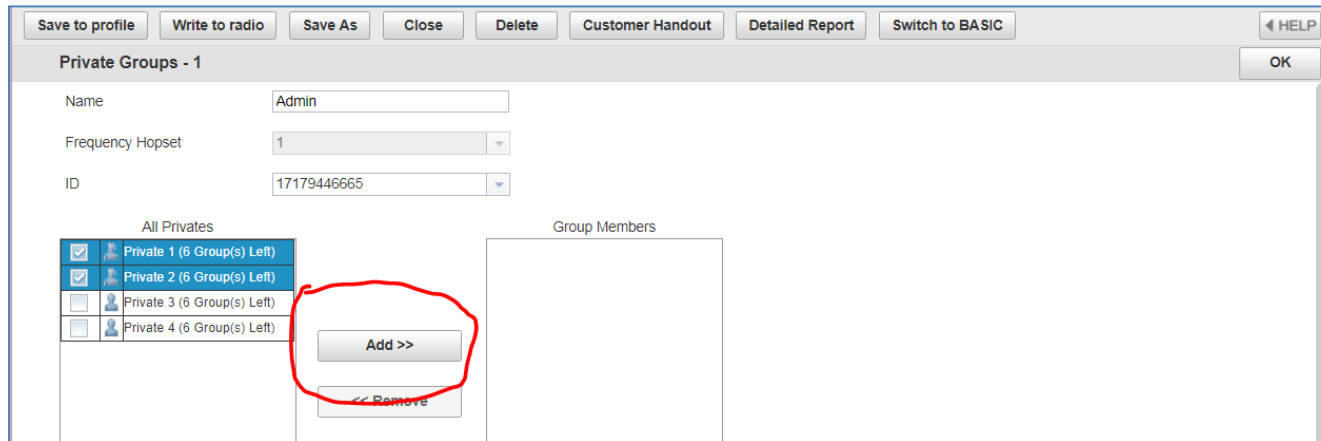 Save to profile Write to radio Save As Close Delete Customer Handout Detailed Report Switch to BASIC HELP
Private Groups - 1 OK
Name Admin
Frequency Hopset 1
ID 17179446665
All Privates Group Members
Private 1 (6 Group(s) Left)
Private 2 (6 Group(s) Left)
Private 3 (6 Group(s) Left)
Private 4 (6 Group(s) Left)
Add >>
<< Remove